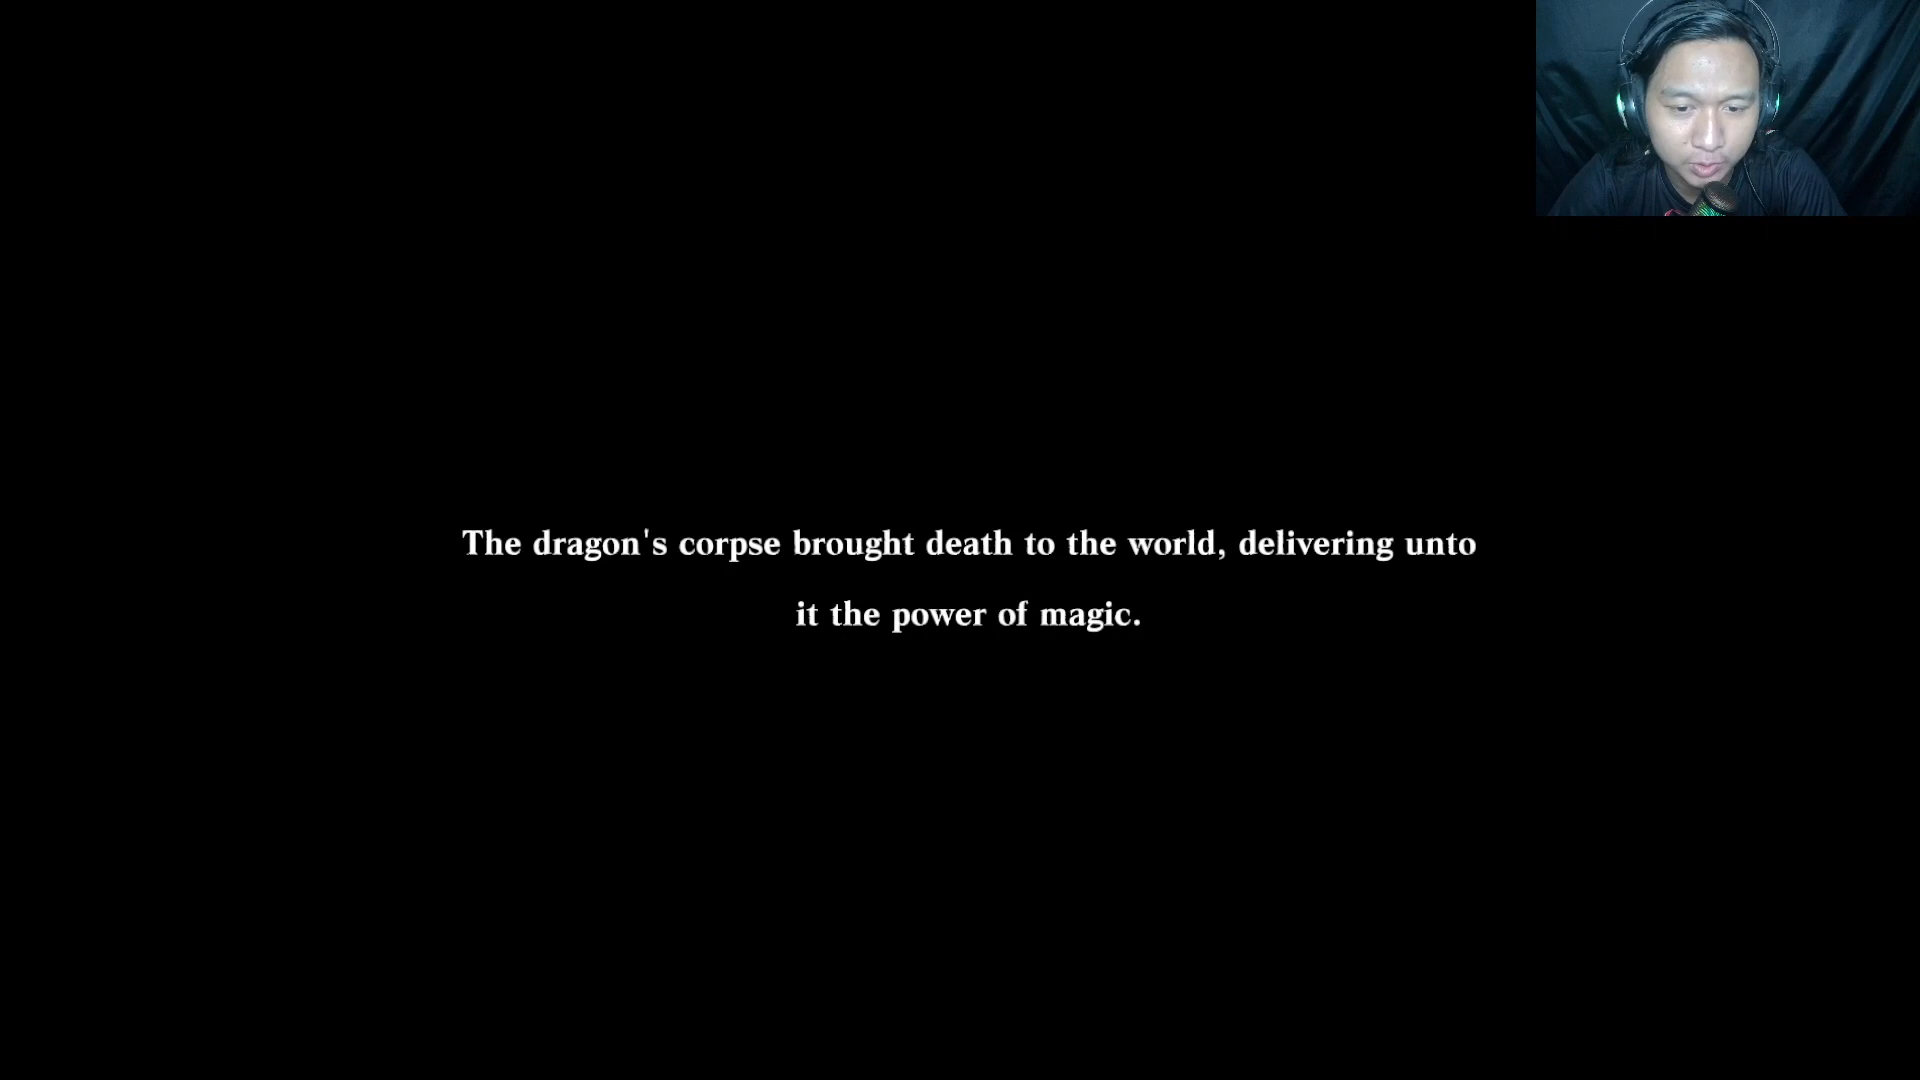 The dragon's corpse brought death to the world, delivering unto
it the power of magic.